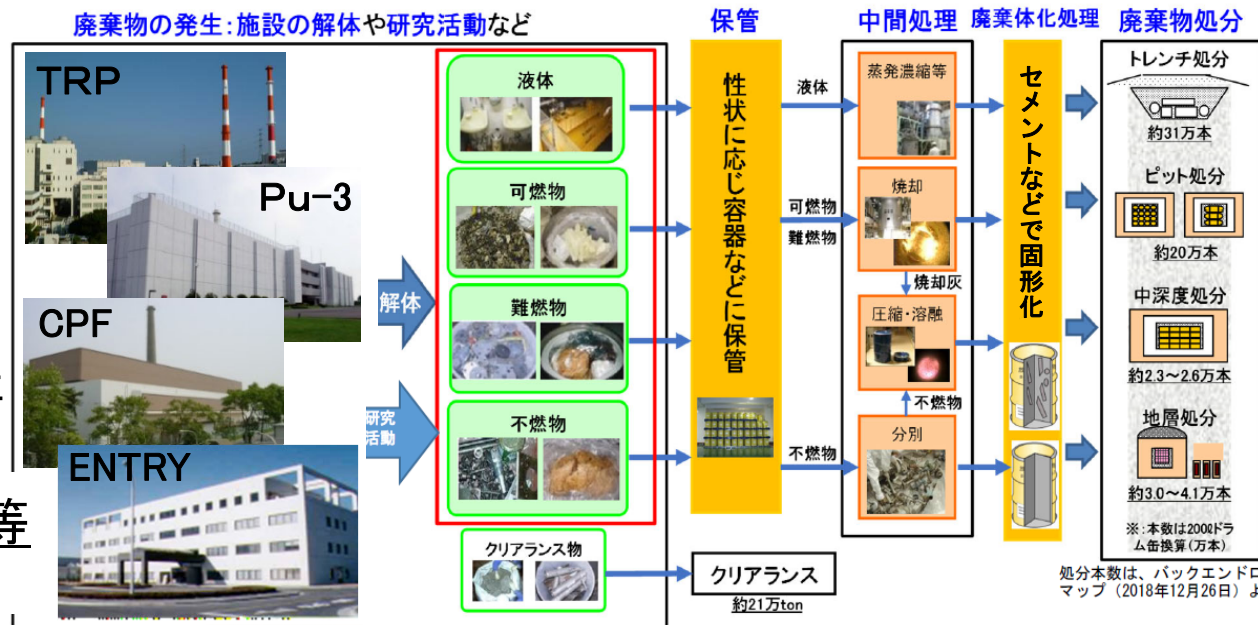 廃棄物の発生：施設の解体や研究活動など
保管
中間処理
廃棄体化処理
廃棄物処分
TRP
Pu-3
CPF
ENTRY
等
解体
研究
活動
液体
可燃物
難燃物
不燃物
クリアランス物
性状に応じ容器などに保管
クリアランス
約21万ton
液体
可燃物
難燃物
不燃物
蒸発濃縮等
焼却
焼却灰
圧縮・溶融
不燃物
分別
セメントなどで固形化
トレンチ処分
約31万本
ピット処分
約20万本
中深度処分
約2.3～2.6万本
地層処分
約3.0～4.1万本
※：本数は200ℓドラ
ム缶換算(万本)
処分本数は、バックエンドロ
マップ（2018年12月26日）よ